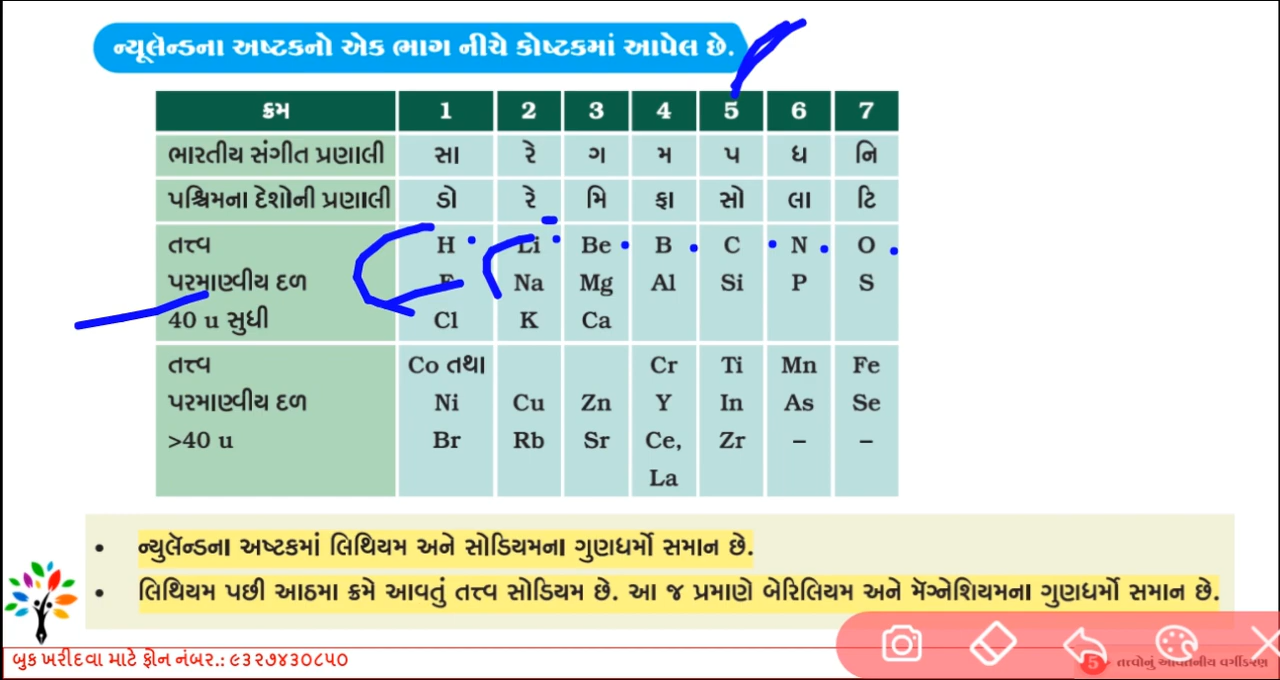 ન્યૂલૅન્ડના અષ્ટકનો એક ભાગ નીચે કોષ્ટકમાં આપેલ છે.
ક્રમ 1 2 3 4 5 6 7
ભારતીય સંગીત પ્રણાલી સા રે ગ મ પ ધ નિ
પશ્ચિમના દેશોની પ્રણાલી ડો રે મિ ફા સો લા ટિ
તત્ત્વ H Li Be B C N O
પરમાણ્વીય દળ F Na Mg Al Si P S
40 u સુધી Cl K Ca
તત્ત્વ Co તથા Cr Ti Mn Fe
પરમાણ્વીય દળ Ni Cu Zn Y In As Se
>40 u Br Rb Sr Ce, Zr – –
La
• ન્યુલૅન્ડના અષ્ટકમાં લિથિયમ અને સોડિયમના ગુણધર્મો સમાન છે.
• લિથિયમ પછી આઠમા ક્રમે આવતું તત્ત્વ સોડિયમ છે. આ જ પ્રમાણે બેરિલિયમ અને મૅગ્નેશિયમના ગુણધર્મો સમાન છે.
બુક ખરીદવા માટે ફોન નંબર.: ૯૩૨૭૪૩૦૮૫૦
5 તત્ત્વોનું આવર્તનીય વર્ગીકરણ